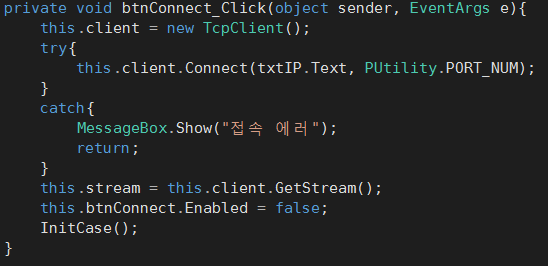 private void btnConnect_Click(object sender, EventArgs e){
this.client = new TcpClient();
try{
this.client.Connect(txtIP.Text, PUtility.PORT_NUM);
}
catch{
MessageBox.Show("접속 에러");
return;
}
this.stream = this.client.GetStream();
this.btnConnect.Enabled = false;
InitCase();
}